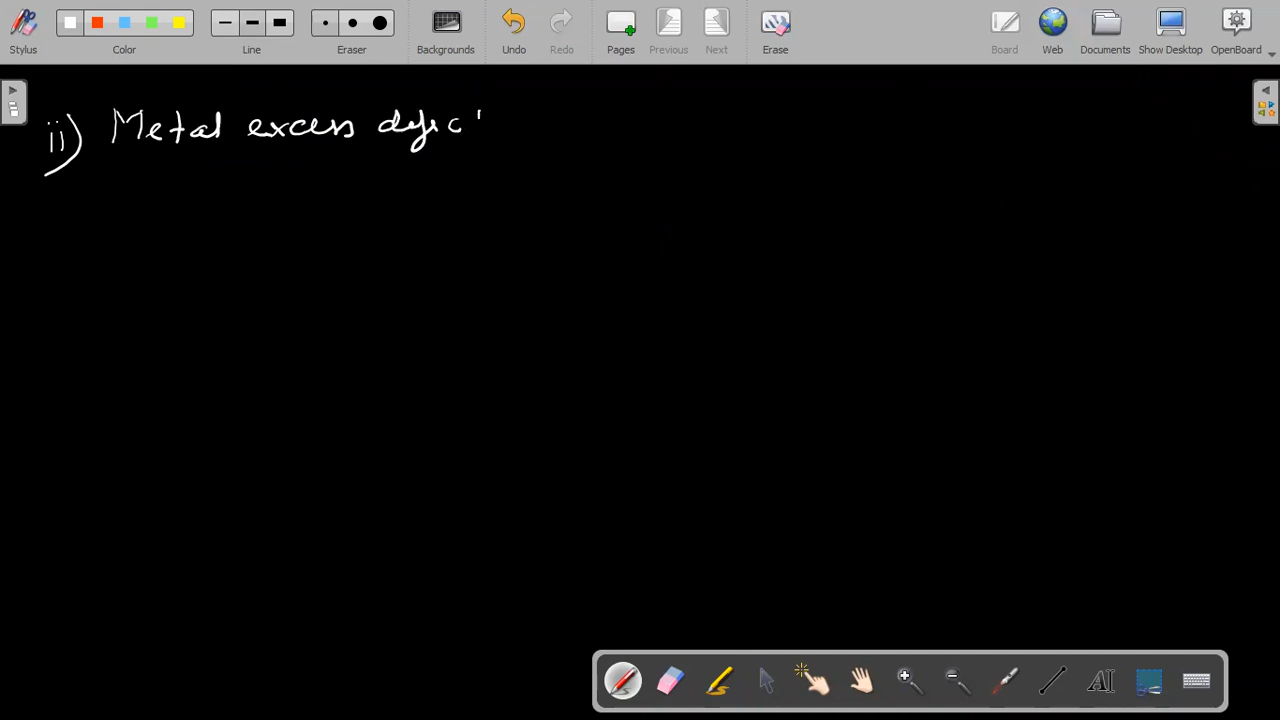 Stylus Color Line Eraser Backgrounds Undo Redo Pages Previous Next Erase Board Web Documents Show Desktop OpenBoard
ii) Metal excess
AI